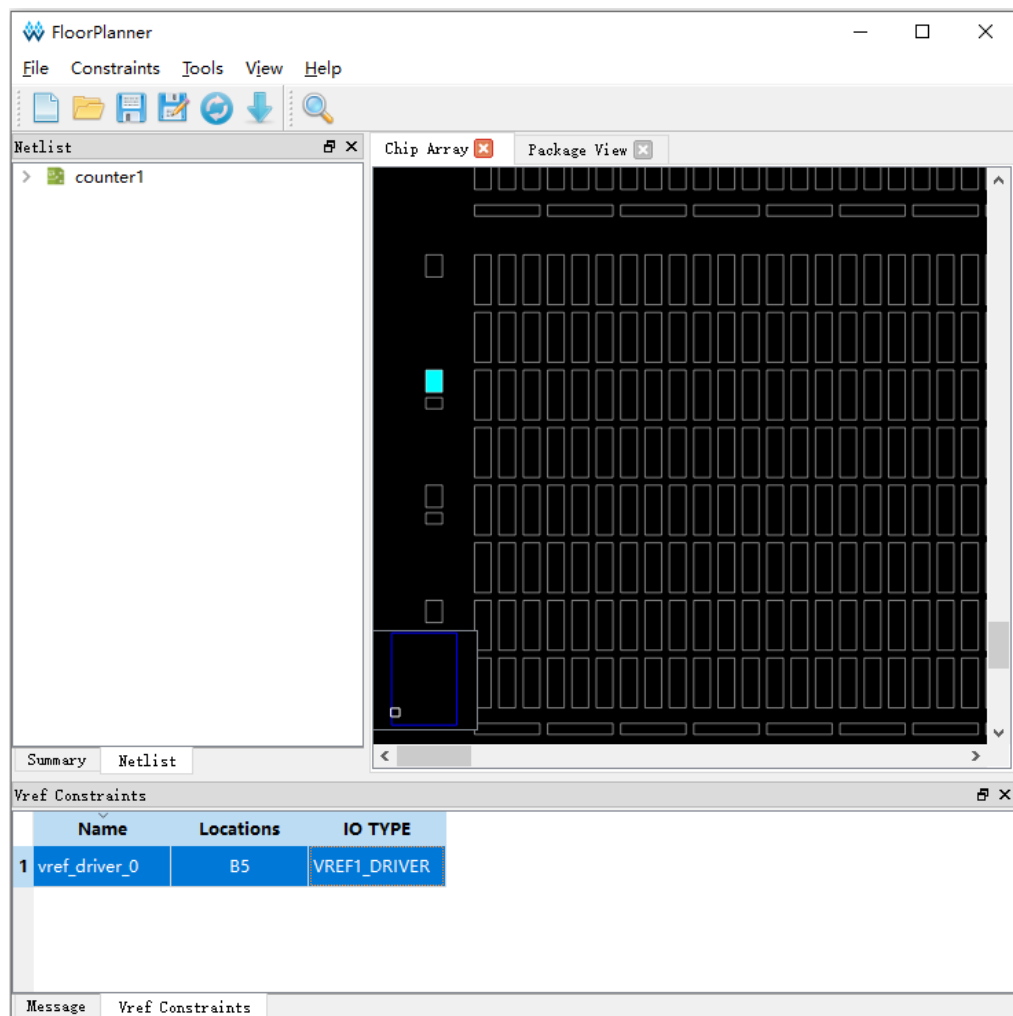 FloorPlanner
File Constraints Tools View Help
Netlist
Chip Array Package View
counter1
Summary Netlist
Vref Constraints
Name Locations IO TYPE
1 vref_driver_0 B5 VREF1_DRIVER
Message Vref Constraints